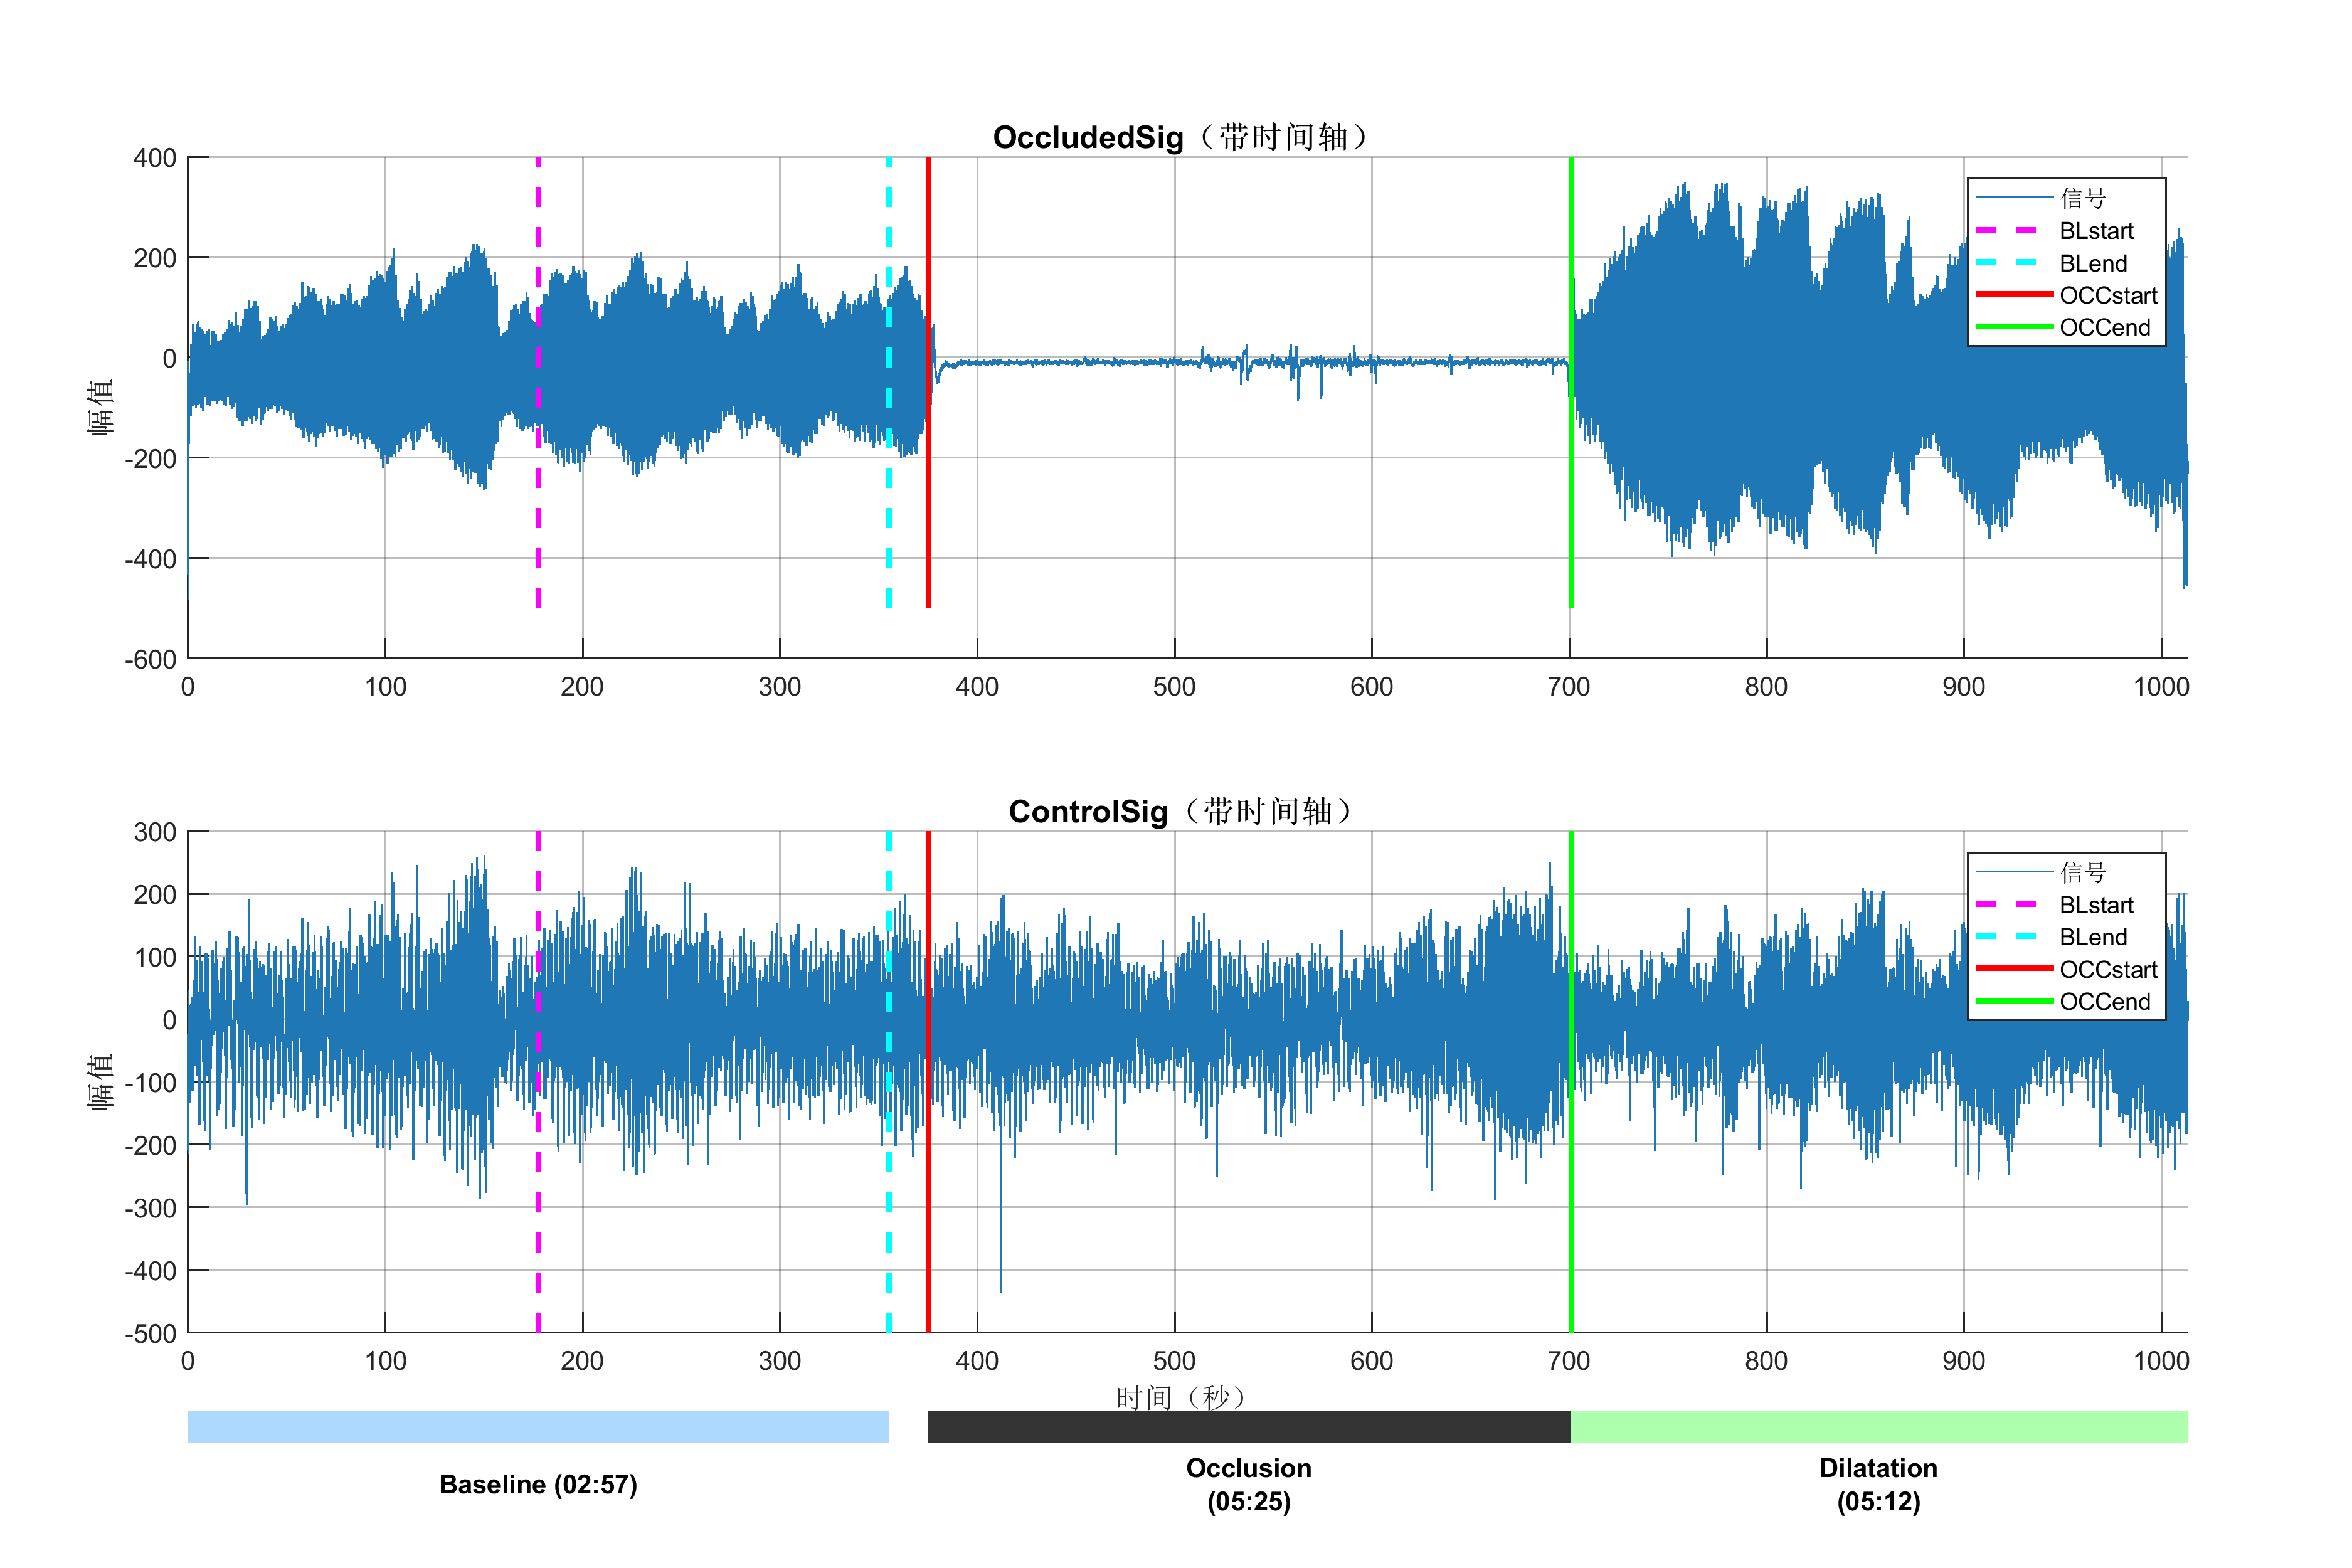 OccludedSig（带时间轴）
400
200
0
-200
-400
-600
幅值
0 100 200 300 400 500 600 700 800 900 1000
信号
BLstart
BLend
OCCstart
OCCend
ControlSig（带时间轴）
300
200
100
0
-100
-200
-300
-400
-500
幅值
0 100 200 300 400 500 600 700 800 900 1000
时间（秒）
信号
BLstart
BLend
OCCstart
OCCend
Baseline (02:57)
Occlusion
(05:25)
Dilatation
(05:12)